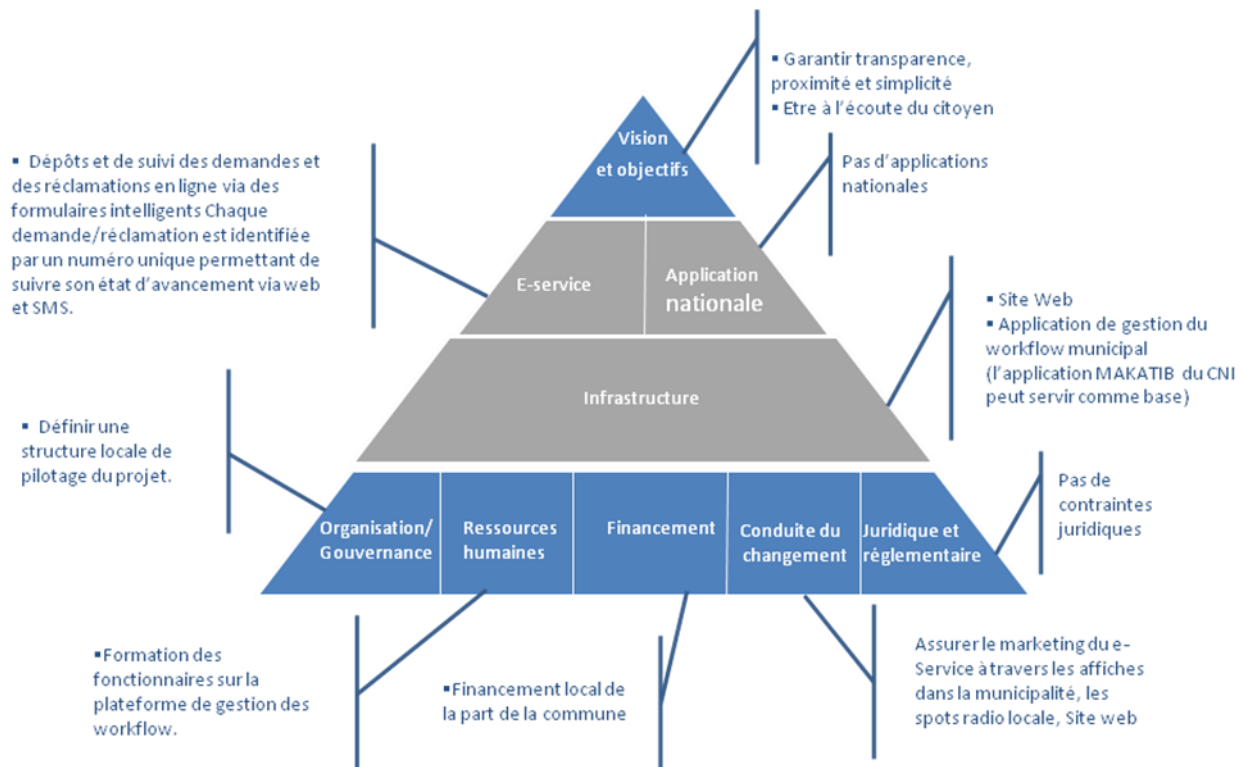 ▪ Garantir transparence,
proximité et simplicité
▪ Etre à l’écoute du citoyen
Vision
et objectifs
▪ Dépôts et de suivi des demandes et
des réclamations en ligne via des
formulaires intelligents Chaque
demande/réclamation est identifiée
par un numéro unique permettant de
suivre son état d’avancement via web
et SMS.
Pas d’applications
nationales
E-service
Application
nationale
▪ Site Web
▪ Application de gestion du
workflow municipal
(l’application MAKATIB du CNI
peut servir comme base)
Infrastructure
▪ Définir une
structure locale de
pilotage du projet.
Pas de
contraintes
juridiques
Organisation/
Gouvernance
Ressources
humaines
Financement
Conduite du
changement
Juridique et
réglementaire
▪Formation des
fonctionnaires sur la
plateforme de gestion des
workflow.
▪Financement local de
la part de la commune
Assurer le marketing du e-
Service à travers les affiches
dans la municipalité, les
spots radio locale, Site web